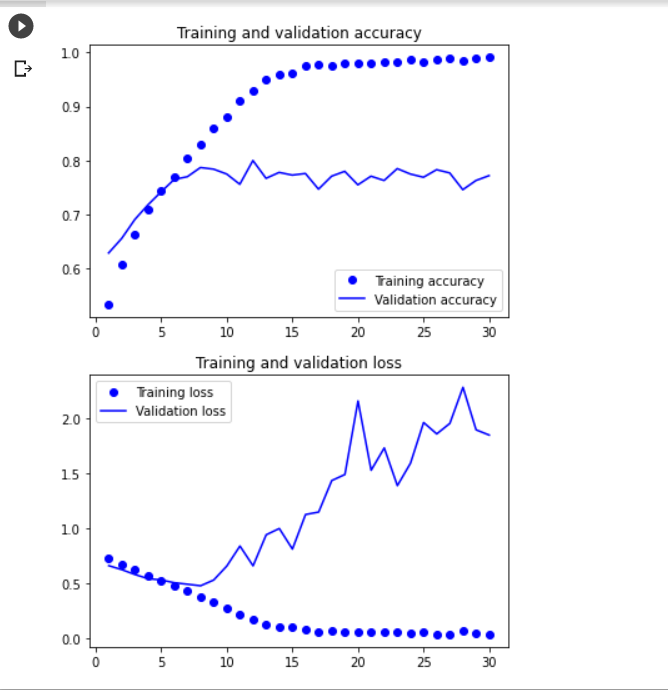 Training and validation accuracy
1.0
0.9
0.8
0.7
0.6
Training accuracy
Validation accuracy
0 5 10 15 20 25 30
Training and validation loss
Training loss
Validation loss
2.0
1.5
1.0
0.5
0.0
0 5 10 15 20 25 30